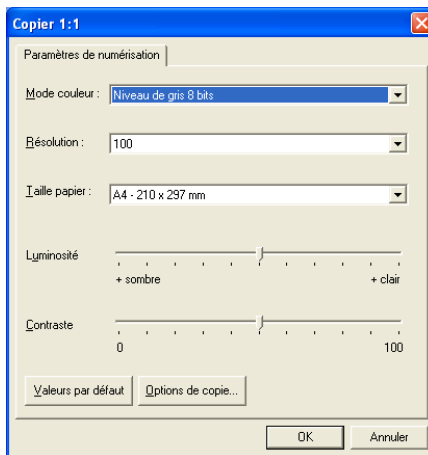 Copier 1:1
Paramètres de numérisation
Mode couleur : Niveau de gris 8 bits
Résolution : 100
Taille papier : A4 - 210 x 297 mm
Luminosité
+ sombre + clair
Contraste
0 100
Valeurs par défaut Options de copie...
OK Annuler